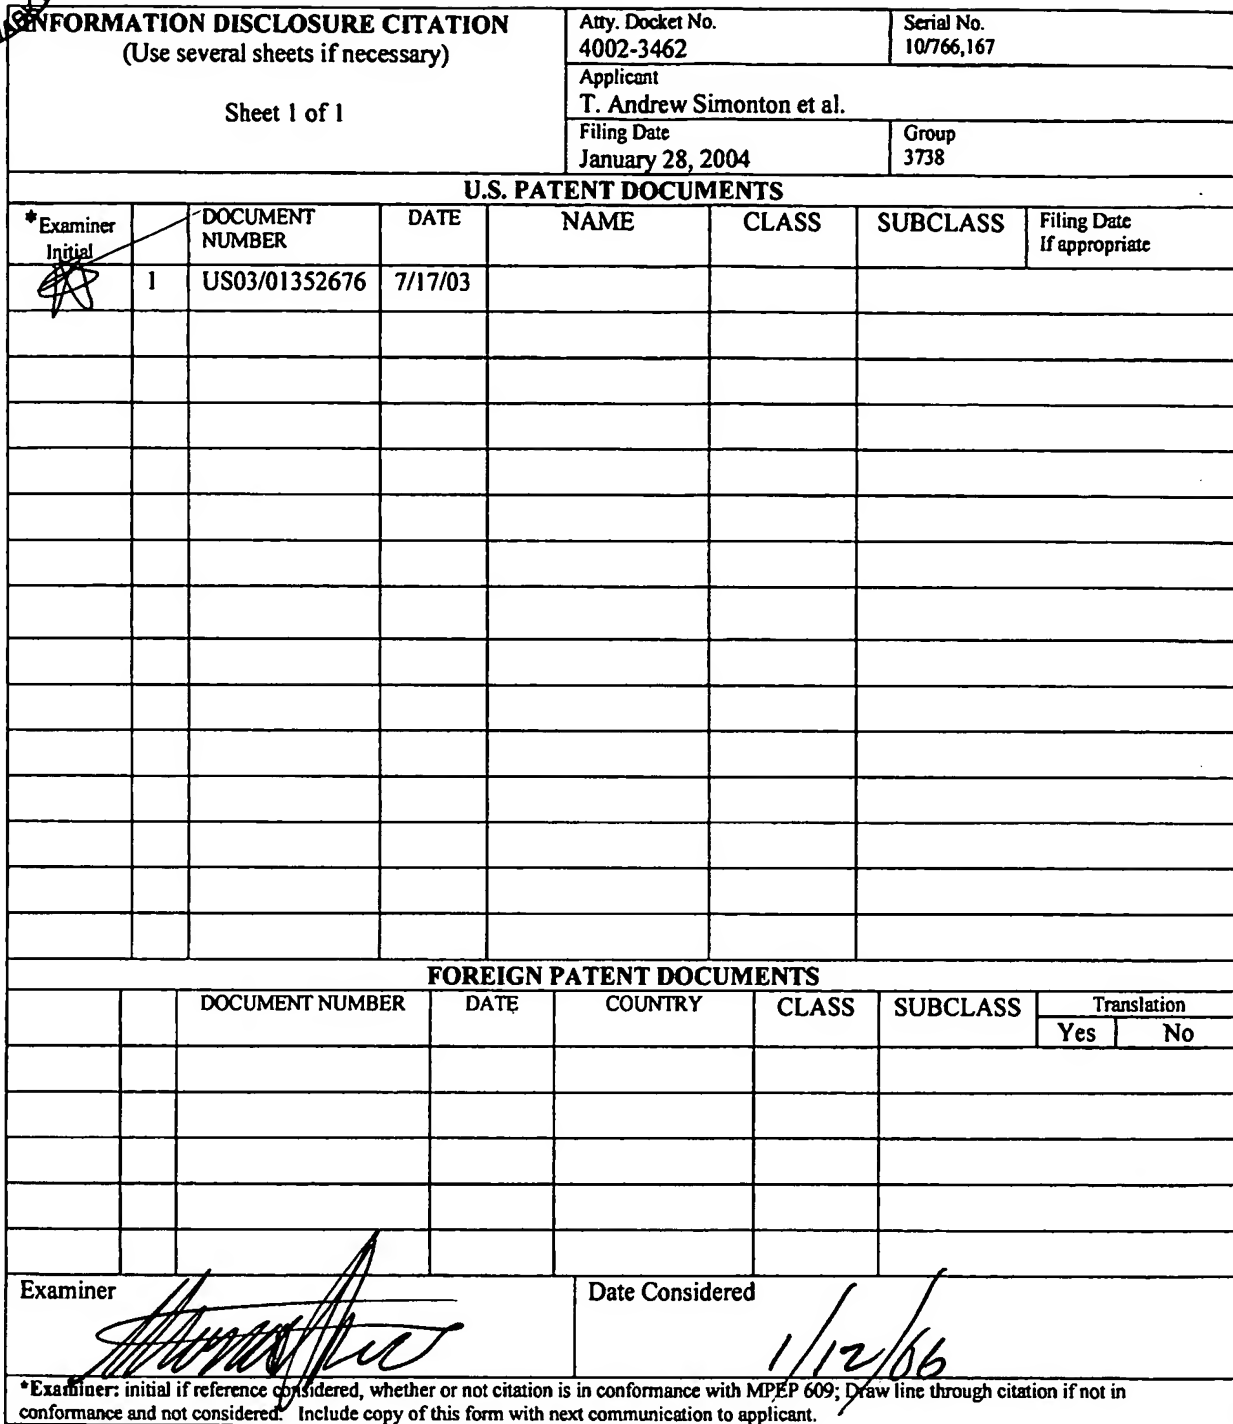 INFORMATION DISCLOSURE CITATION
(Use several sheets if necessary)
Sheet 1 of 1
Atty. Docket No.
4002-3462
Serial No.
10/766,167
Applicant
T. Andrew Simonton et al.
Filing Date
January 28, 2004
Group
3738
U.S. PATENT DOCUMENTS
*Examiner Initial DOCUMENT NUMBER DATE NAME CLASS SUBCLASS Filing Date If appropriate
1 US03/01352676 7/17/03
FOREIGN PATENT DOCUMENTS
DOCUMENT NUMBER DATE COUNTRY CLASS SUBCLASS Translation
Yes No
Examiner
Date Considered
1/12/06
*Examiner: initial if reference considered, whether or not citation is in conformance with MPEP 609; Draw line through citation if not in
conformance and not considered. Include copy of this form with next communication to applicant.